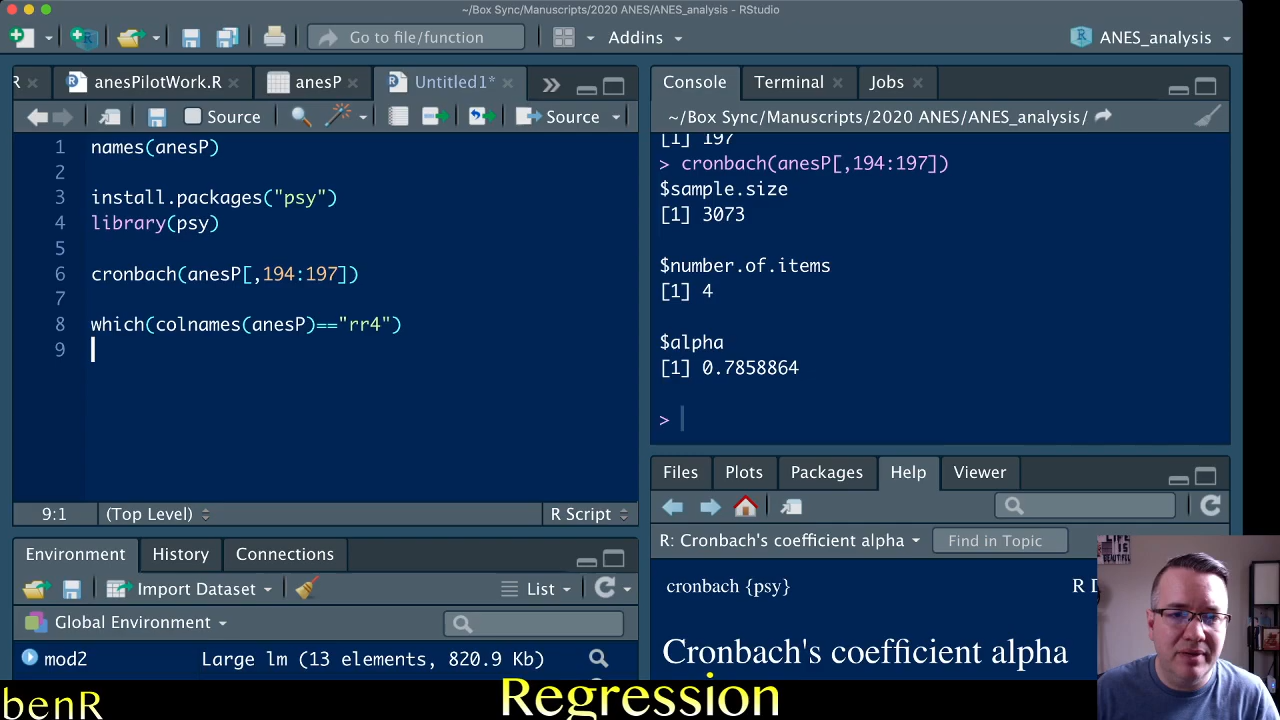 ~/Box Sync/Manuscripts/2020 ANES/ANES_analysis - RStudio
Go to file/function
Addins
ANES_analysis
R
anesPilotWork.R
anesP
Untitled1*
Source
Source
1 names(anesP)
2
3 install.packages("psy")
4 library(psy)
5
6 cronbach(anesP[,194:197])
7
8 which(colnames(anesP)=="rr4")
9
9:1 (Top Level) R Script
Environment History Connections
Import Dataset List
Global Environment
mod2 Large lm (13 elements, 820.9 Kb)
Console Terminal Jobs
~/Box Sync/Manuscripts/2020 ANES/ANES_analysis/
[1] 197
> cronbach(anesP[,194:197])
$sample.size
[1] 3073
$number.of.items
[1] 4
$alpha
[1] 0.7858864
>
Files Plots Packages Help Viewer
R: Cronbach's coefficient alpha Find in Topic
cronbach {psy} R D
Cronbach's coefficient alpha
LIFE IS
BEAUTIFUL
benR Regression